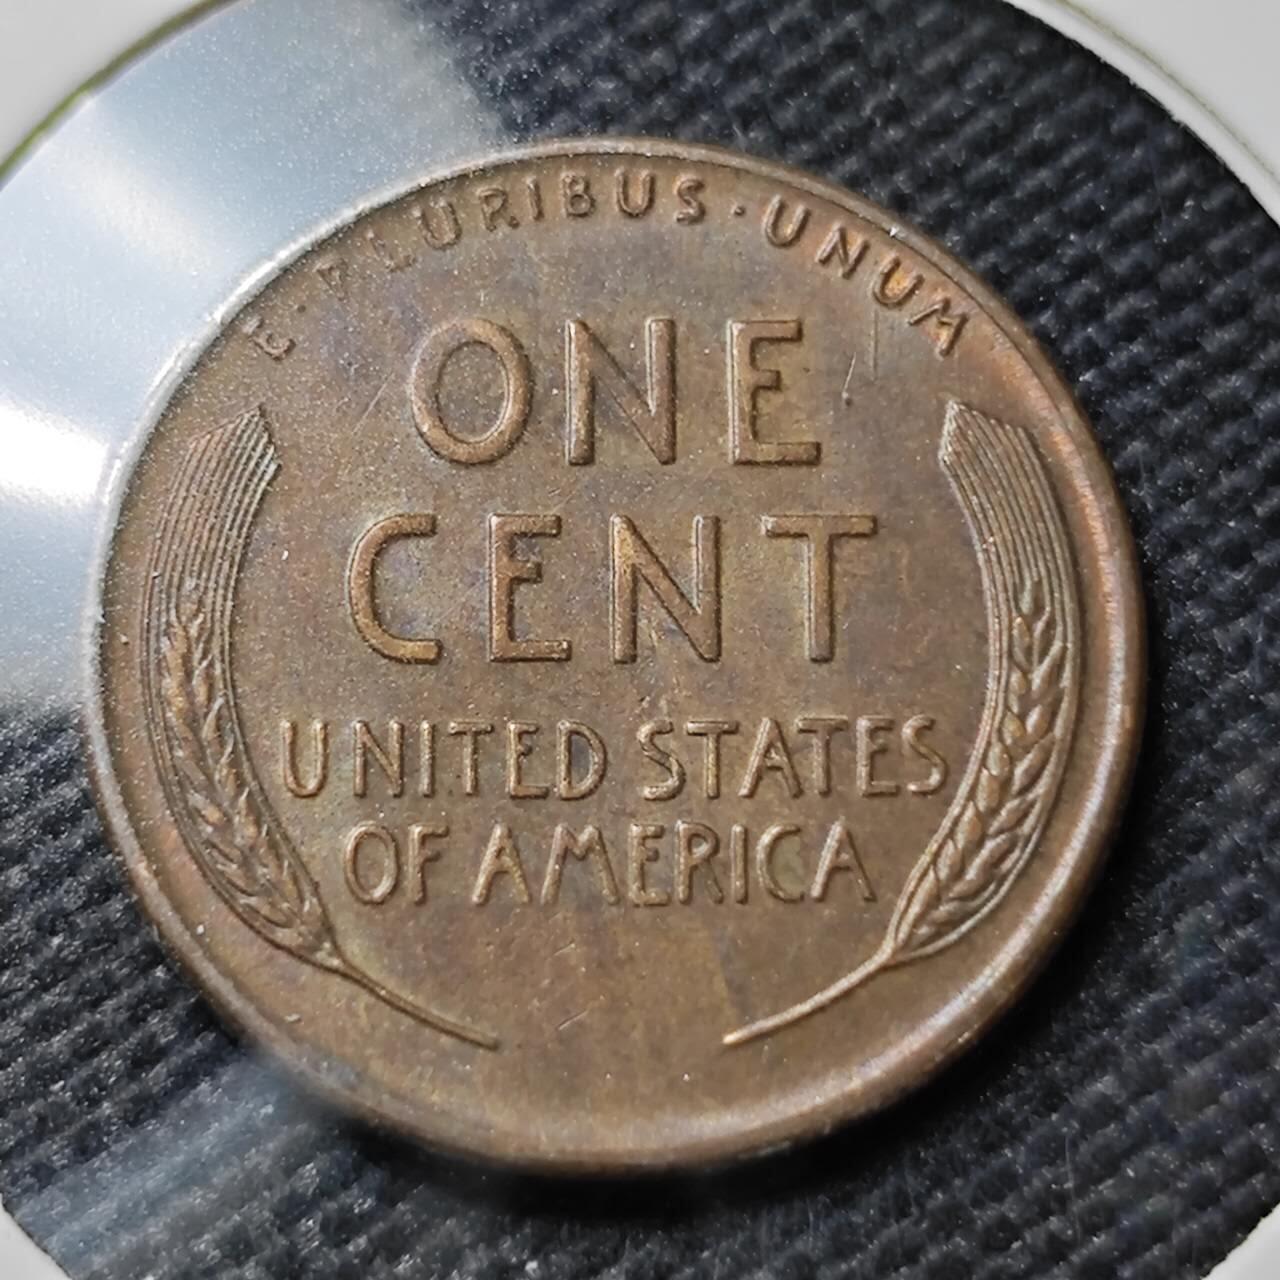 E·PLURIBUS·UNUM
ONE
CENT
UNITED STATES
OF AMERICA